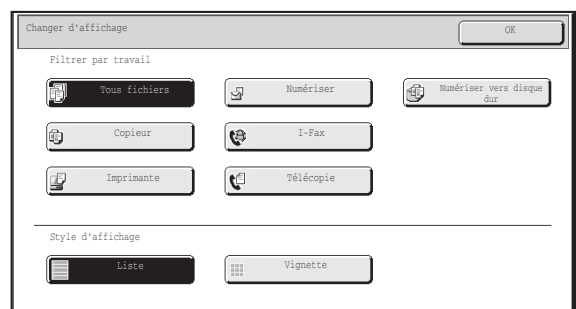 Changer d'affichage
OK
Filtrer par travail
Tous fichiers
Numériser
Numériser vers disque
dur
Copieur
I-Fax
Imprimante
Télécopie
Style d'affichage
Liste
Vignette